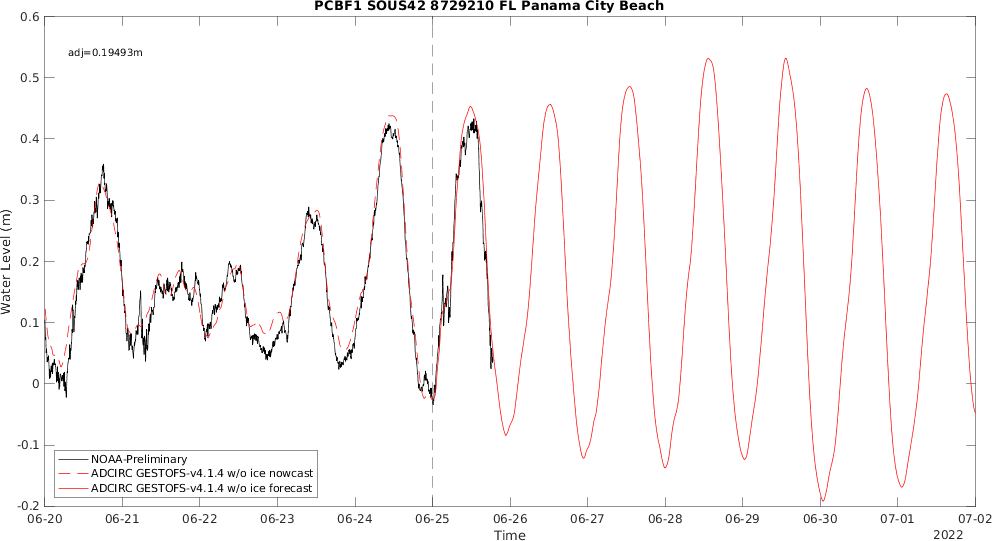 PCBF1 SOUS42 8729210 FL Panama City Beach
adj=0.19493m
0.6
0.5
0.4
0.3
0.2
0.1
0
-0.1
-0.2
Water Level (m)
NOAA-Preliminary
ADCIRC GESTOFS-v4.1.4 w/o ice nowcast
ADCIRC GESTOFS-v4.1.4 w/o ice forecast
06-20 06-21 06-22 06-23 06-24 06-25 06-26 06-27 06-28 06-29 06-30 07-01 07-02
Time
2022